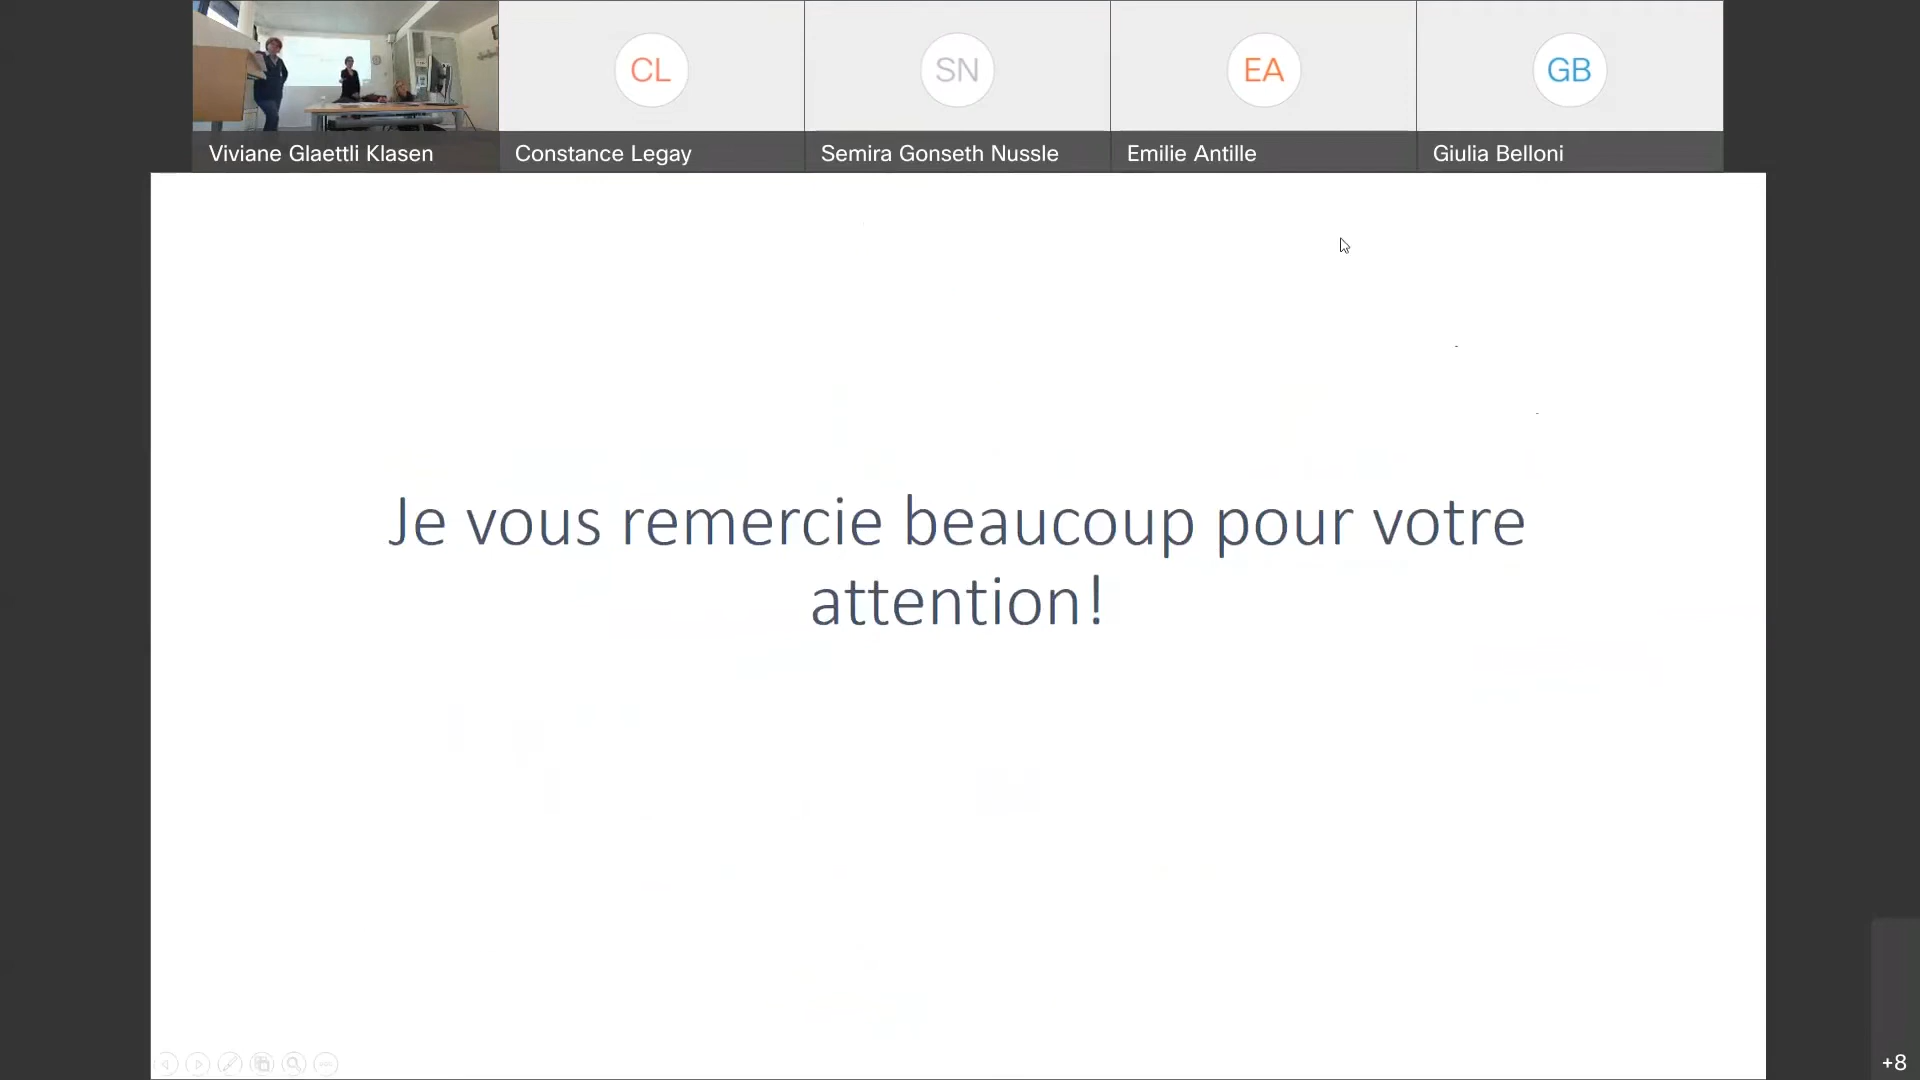 CL
SN
EA
GB
Viviane Glaettli Klasen
Constance Legay
Semira Gonseth Nussle
Emilie Antille
Giulia Belloni
Je vous remercie beaucoup pour votre
attention!
+8